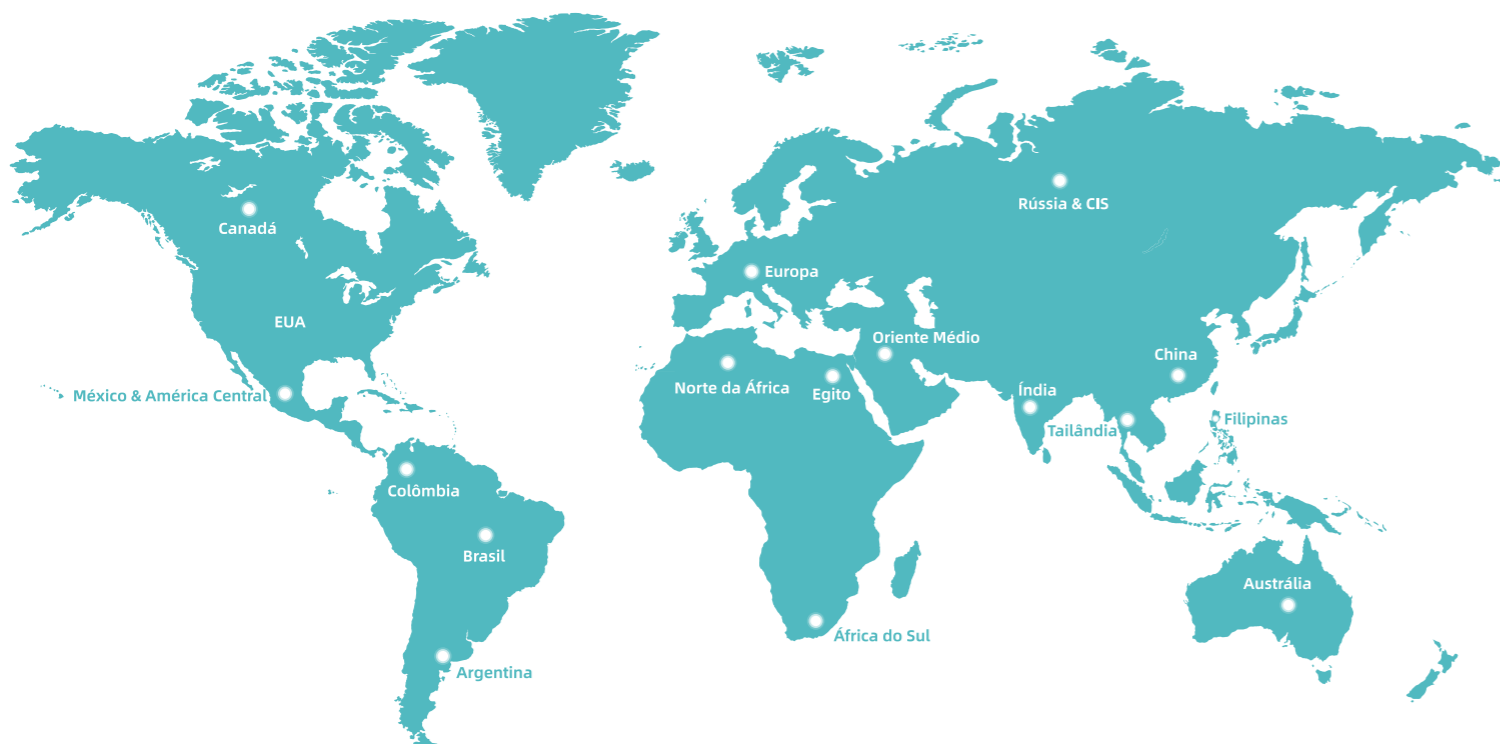 Canadá
Rússia & CIS
Europa
EUA
Oriente Médio
China
Norte da África
Egito
Índia
México & América Central
Filipinas
Tailândia
Colômbia
Brasil
Austrália
África do Sul
Argentina